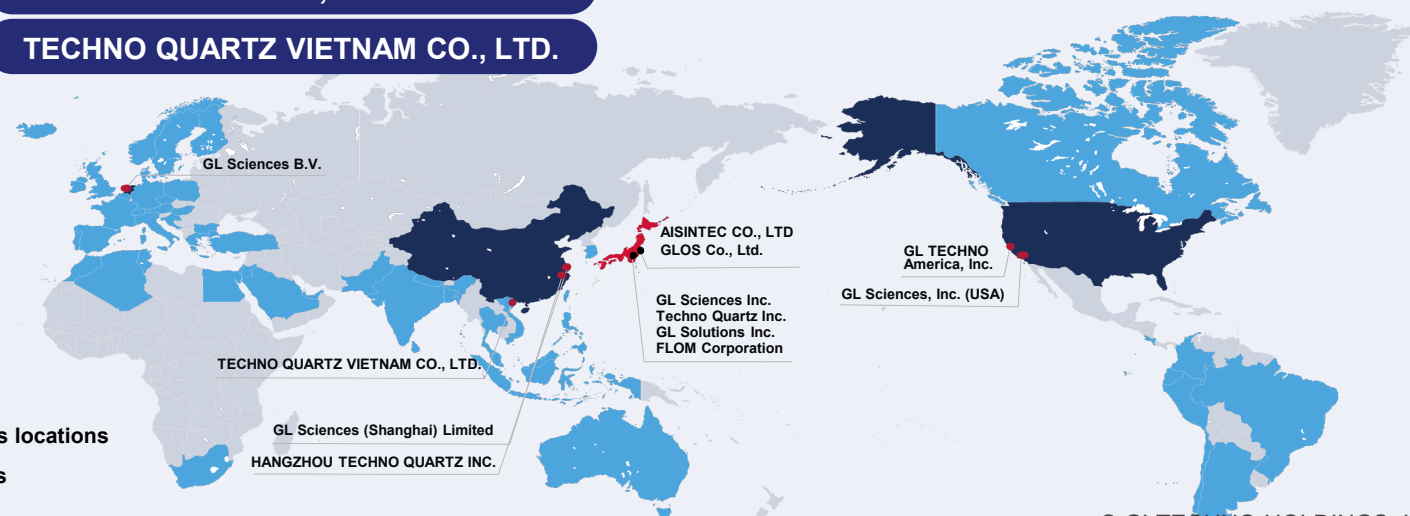 TECHNO QUARTZ VIETNAM CO., LTD.
GL Sciences B.V.
AISINTEC CO., LTD
GLOS Co., Ltd.
GL Sciences Inc.
Techno Quartz Inc.
GL Solutions Inc.
FLOM Corporation
GL TECHNO
America, Inc.
GL Sciences, Inc. (USA)
TECHNO QUARTZ VIETNAM CO., LTD.
GL Sciences (Shanghai) Limited
HANGZHOU TECHNO QUARTZ INC.
locations